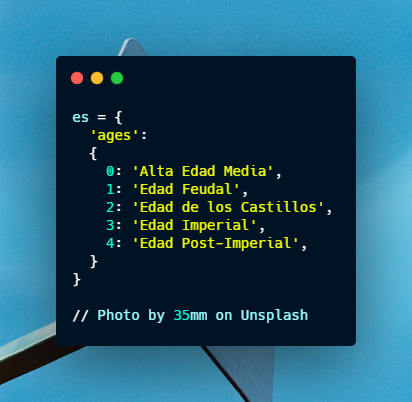 es = {
  'ages':
  {
    0: 'Alta Edad Media',
    1: 'Edad Feudal',
    2: 'Edad de los Castillos',
    3: 'Edad Imperial',
    4: 'Edad Post-Imperial',
  }
}

// Photo by 35mm on Unsplash